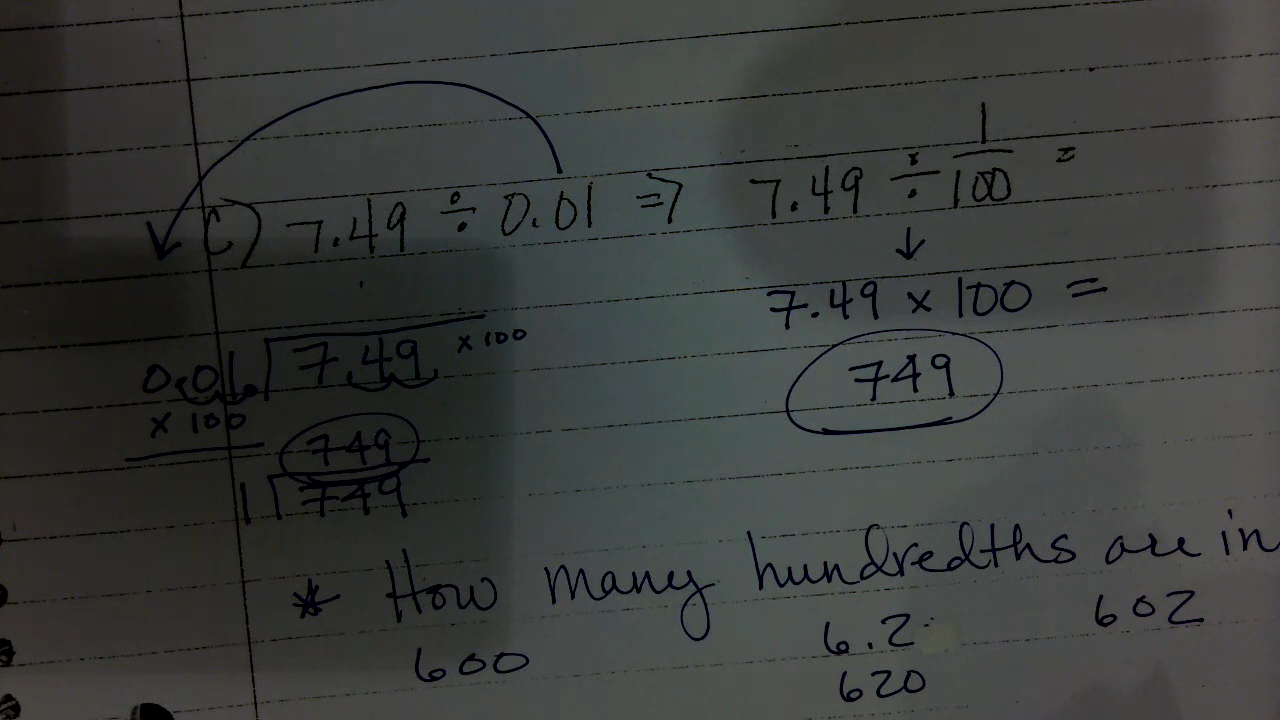 C) 7.49 ÷ 0.01 => 7.49 ÷ 1/100 =
↓
7.49 x 100 =
749
0.01 7.49 x 100
x 100
749
1 749
* How many hundredths are in
600 6.2 602
620